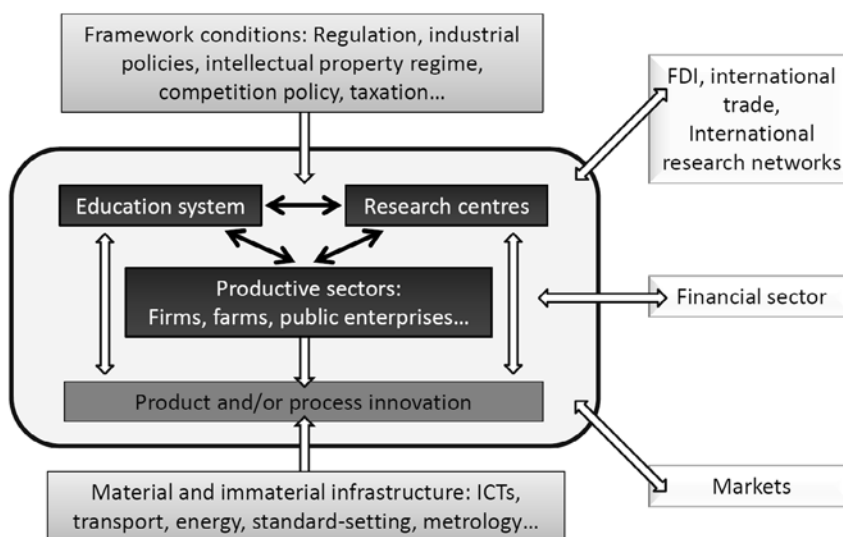 Framework conditions: Regulation, industrial
policies, intellectual property regime,
competition policy, taxation…
FDI, international
trade,
International
research networks
Education system
Research centres
Productive sectors:
Firms, farms, public enterprises…
Financial sector
Product and/or process innovation
Material and immaterial infrastructure: ICTs,
transport, energy, standard-setting, metrology…
Markets